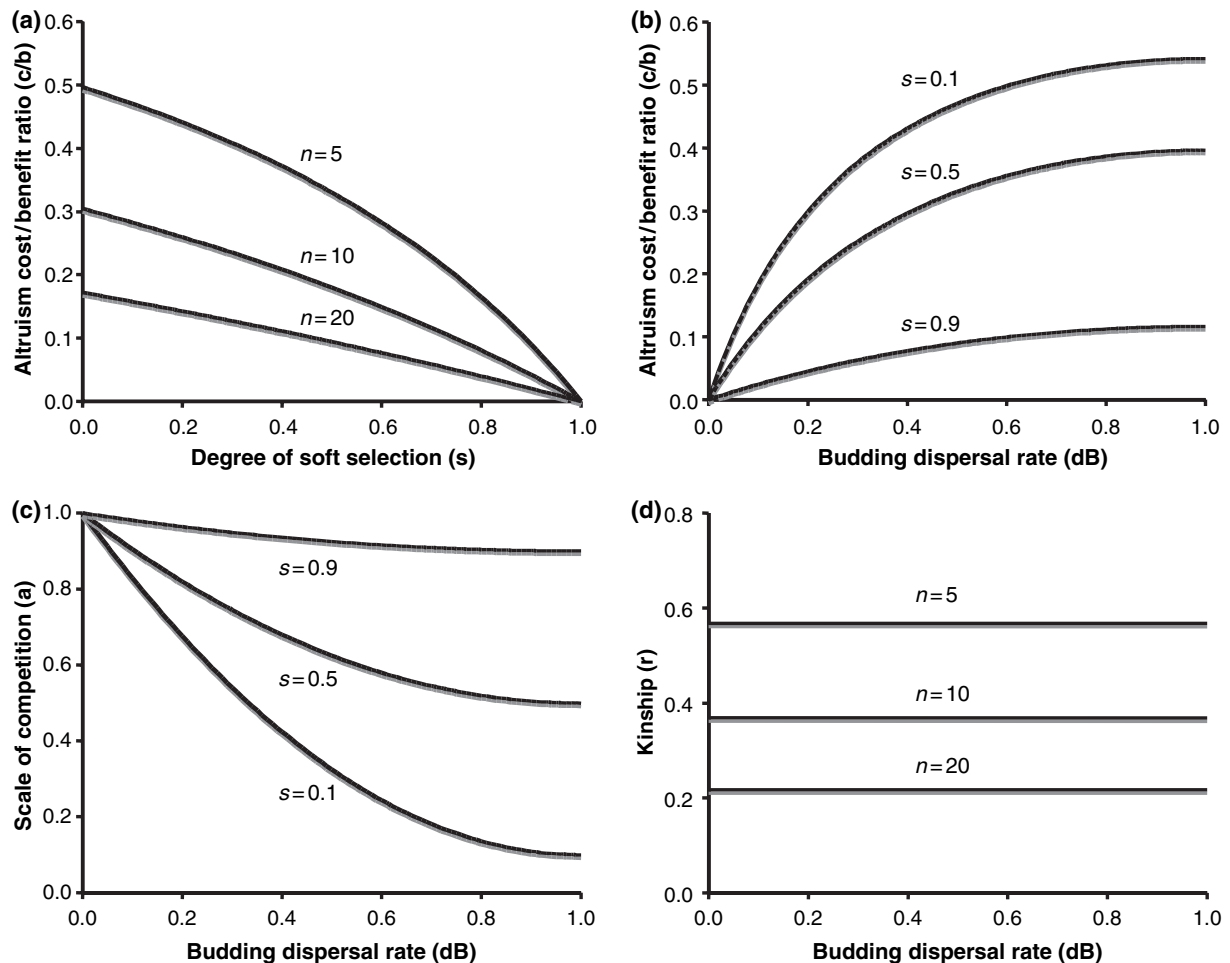 (a)
0.6
0.5
0.4
0.3
0.2
0.1
0.0
Altruism cost/benefit ratio (c/b)
n=5
n=10
n=20
0.0 0.2 0.4 0.6 0.8 1.0
Degree of soft selection (s)
(b)
0.6
0.5
0.4
0.3
0.2
0.1
0.0
Altruism cost/benefit ratio (c/b)
s=0.1
s=0.5
s=0.9
0.0 0.2 0.4 0.6 0.8 1.0
Budding dispersal rate (dB)
(c)
1.0
0.8
0.6
0.4
0.2
0.0
Scale of competition (a)
s=0.9
s=0.5
s=0.1
0.0 0.2 0.4 0.6 0.8 1.0
Budding dispersal rate (dB)
(d)
0.8
0.6
0.4
0.2
0.0
Kinship (r)
n=5
n=10
n=20
0.0 0.2 0.4 0.6 0.8 1.0
Budding dispersal rate (dB)